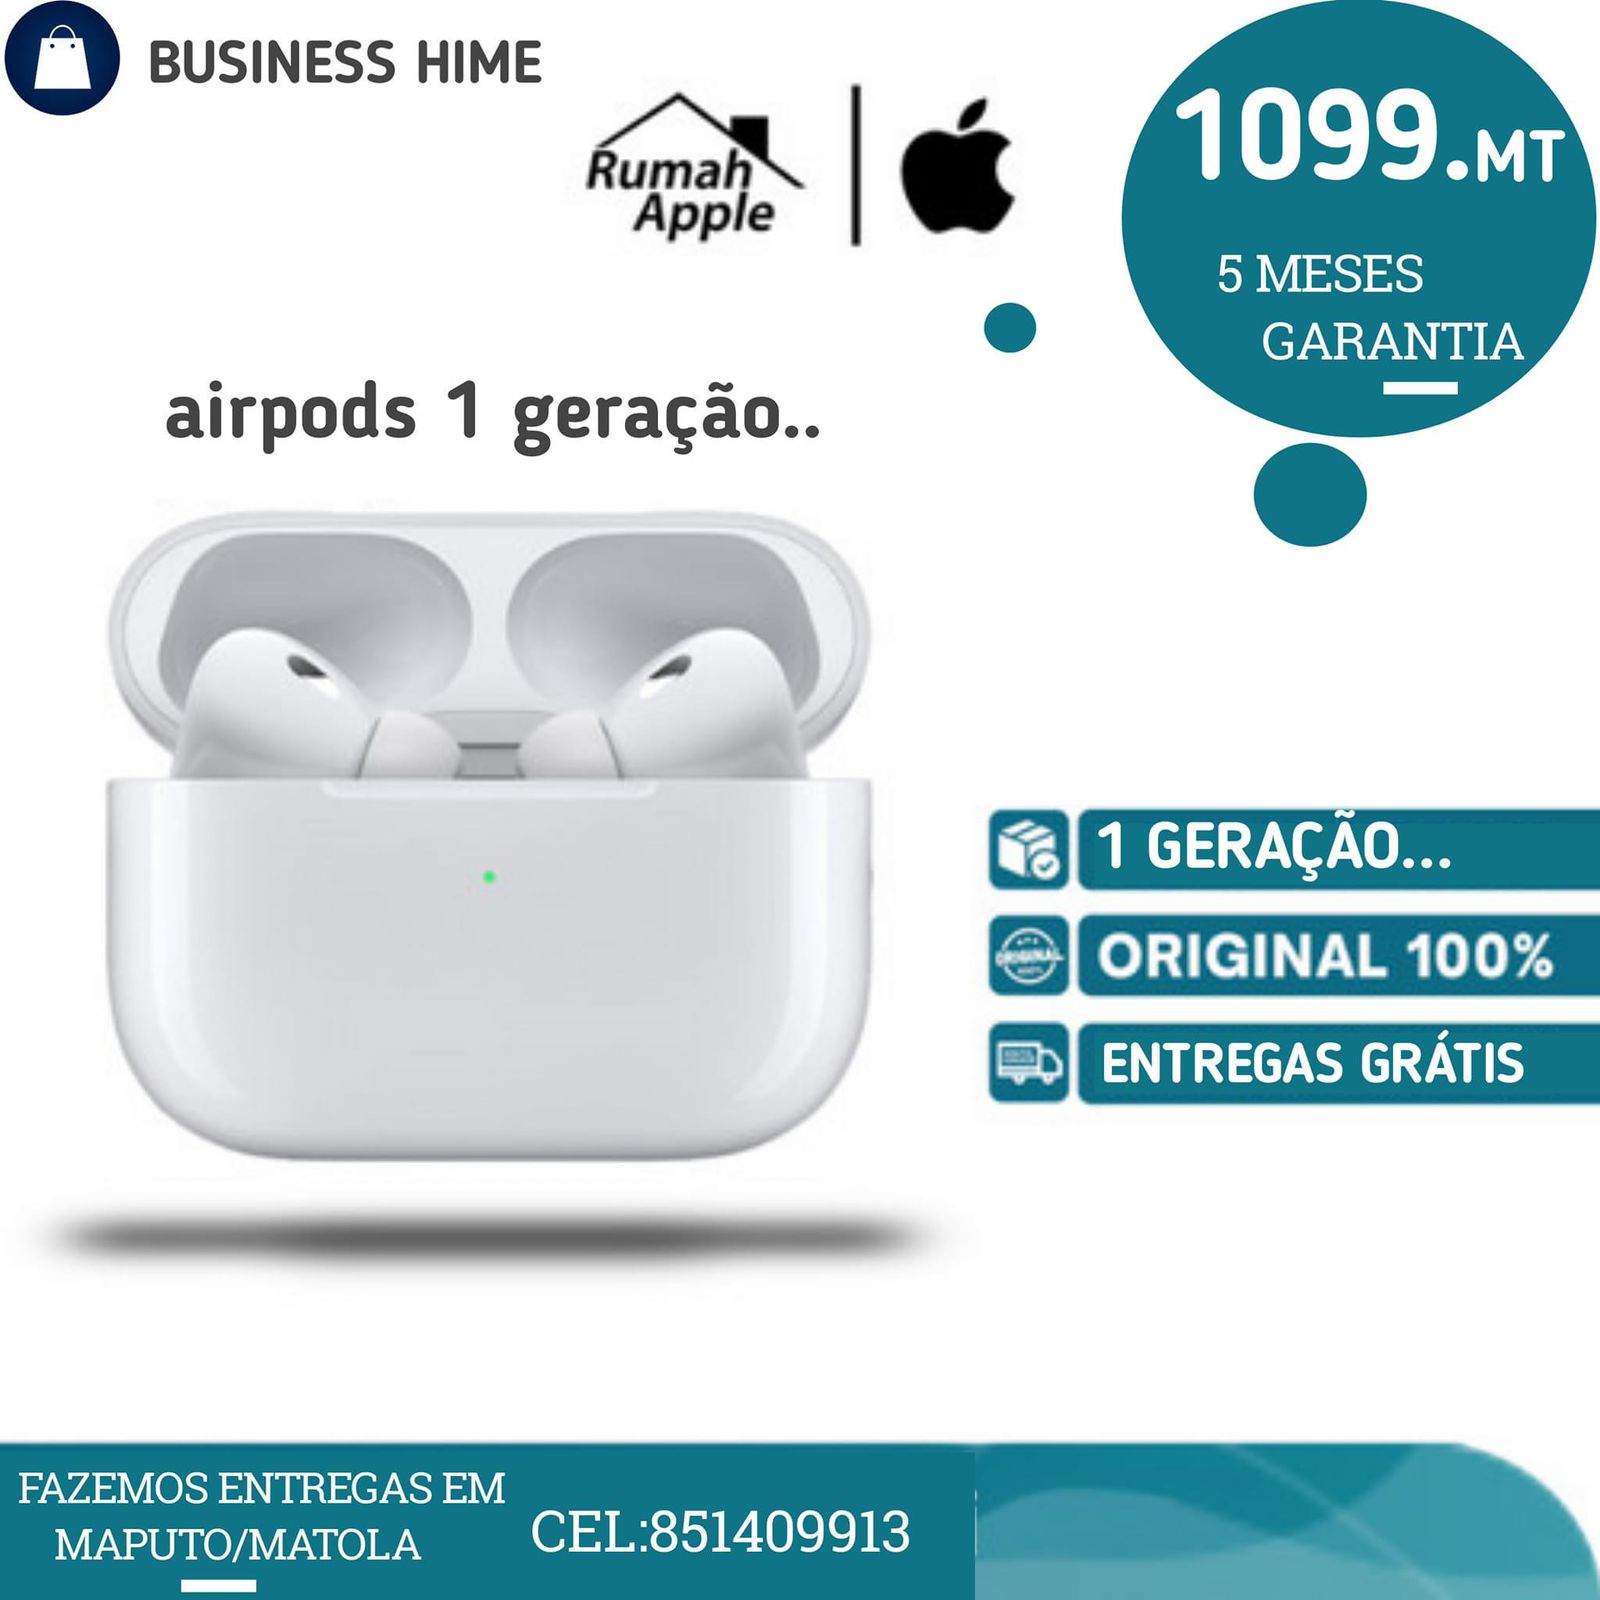 BUSINESS HIME
Rumah
Apple
1099.MT
5 MESES
GARANTIA
airpods 1 geração..
1 GERAÇÃO...
ORIGINAL
ORIGINAL 100%
ENTREGAS GRÁTIS
FAZEMOS ENTREGAS EM
MAPUTO/MATOLA
CEL:851409913